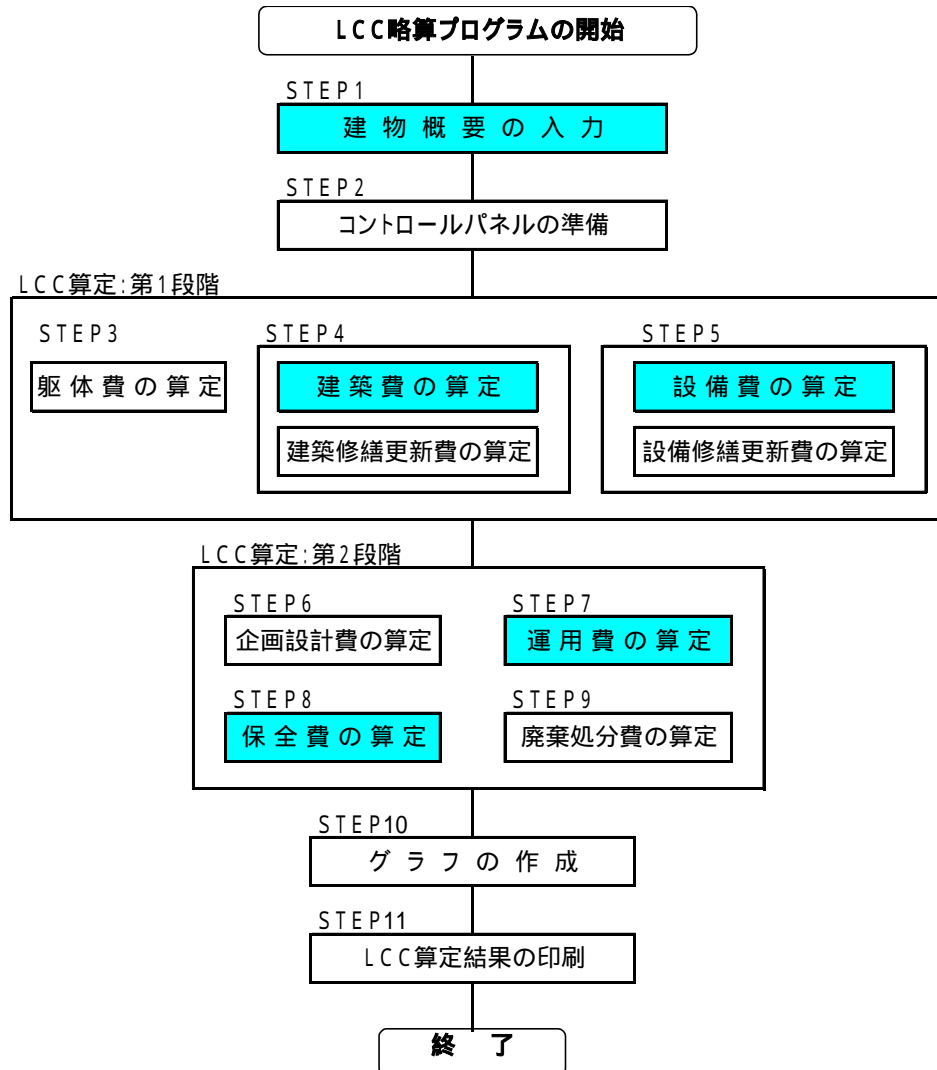 LCC略算プログラムの開始
STEP1
建物概要の入力
STEP2
コントロールパネルの準備
LCC算定:第1段階
STEP3
躯体費の算定
STEP4
建築費の算定
建築修繕更新費の算定
STEP5
設備費の算定
設備修繕更新費の算定
LCC算定:第2段階
STEP6
企画設計費の算定
STEP7
運用費の算定
STEP8
保全費の算定
STEP9
廃棄処分費の算定
STEP10
グラフの作成
STEP11
LCC算定結果の印刷
終了